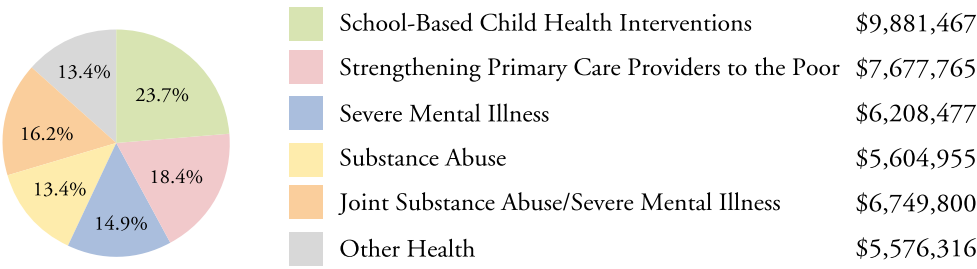 23.7%
18.4%
14.9%
13.4%
16.2%
13.4%
School-Based Child Health Interventions $9,881,467
Strengthening Primary Care Providers to the Poor $7,677,765
Severe Mental Illness $6,208,477
Substance Abuse $5,604,955
Joint Substance Abuse/Severe Mental Illness $6,749,800
Other Health $5,576,316